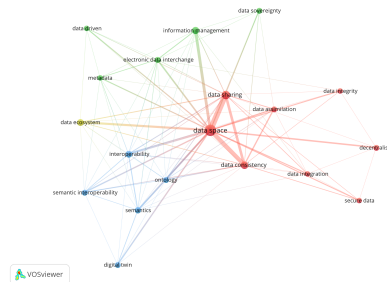 data sovereignty
data driven
information management
electronic data interchange
metadata
data sharing
data integrity
data assimilation
data ecosystem
data space
decentralis
interoperability
data consistency
data integration
ontology
semantic interoperability
secure data
semantics
digital twin
VOSviewer